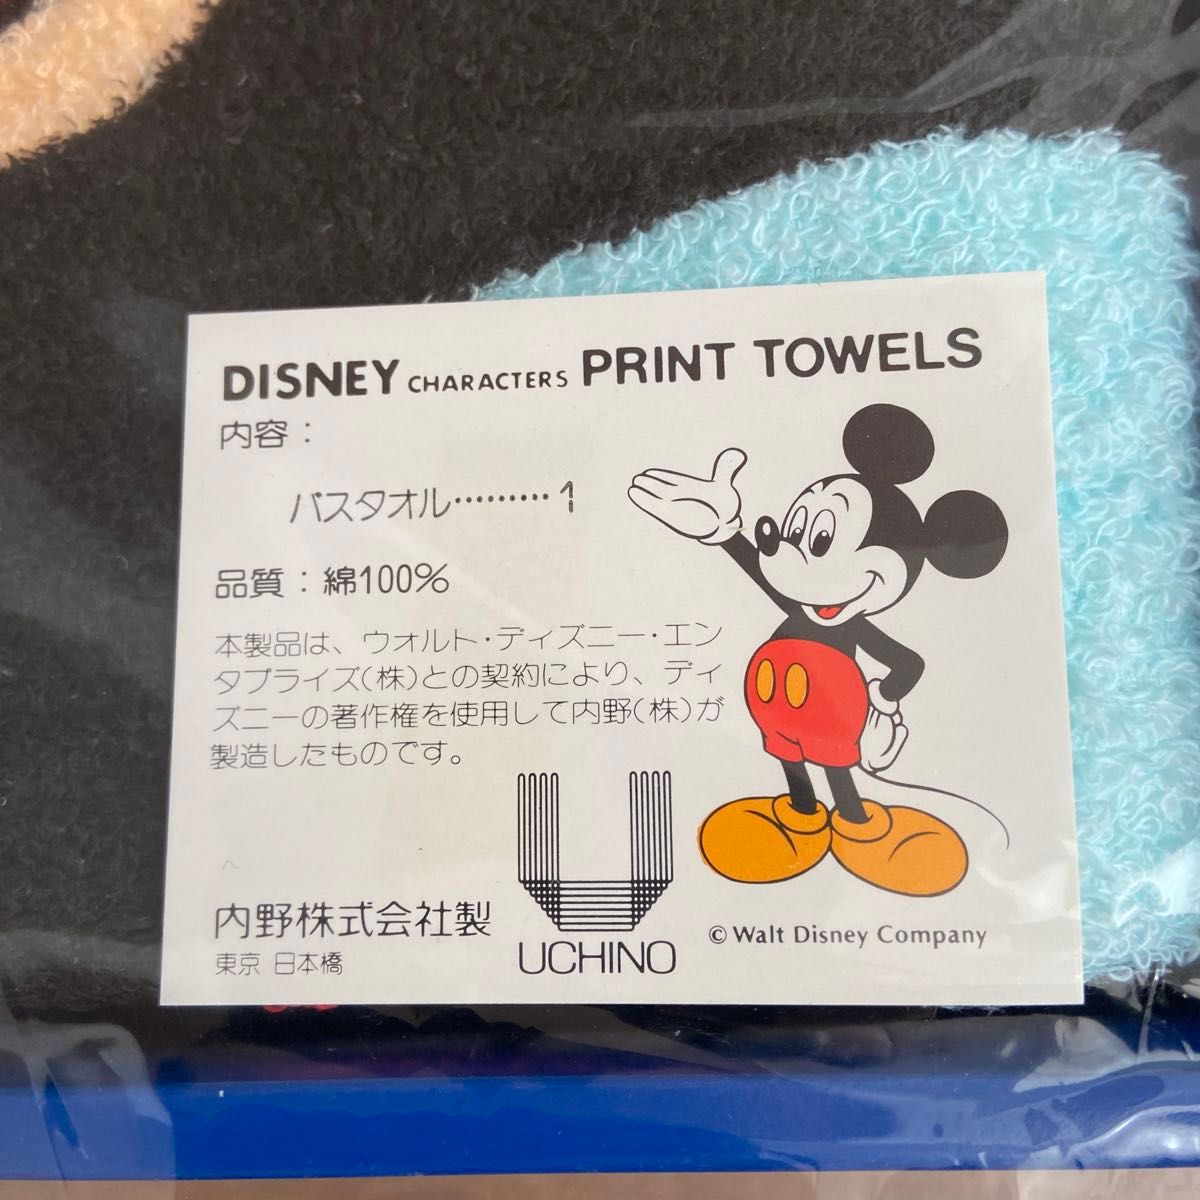 DISNEY CHARACTERS PRINT TOWELS
内容：
バスタオル………1
品質：綿100%
本製品は、ウォルト・ディズニー・エン
タプライズ(株)との契約により、ディ
ズニーの著作権を使用して内野(株)が
製造したものです。
内野株式会社製
東京 日本橋
UCHINO
© Walt Disney Company